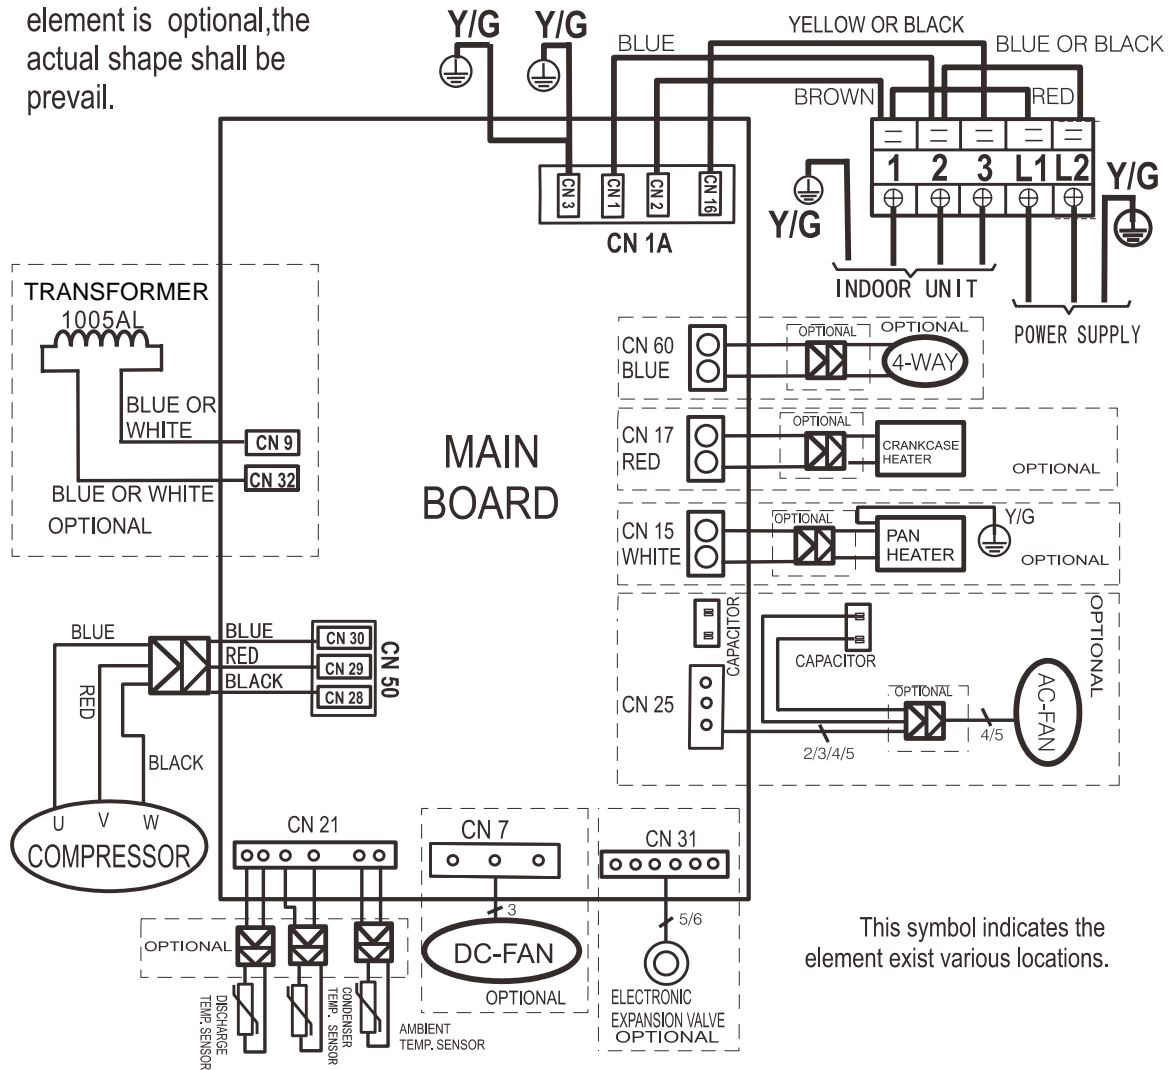 element is optional,the
actual shape shall be
prevail.
Y/G
Y/G
BLUE
YELLOW OR BLACK
BLUE OR BLACK
BROWN
RED
1 2 3 L1 L2
Y/G
Y/G
CN 3
CN 1
CN 2
CN 16
CN 1A
INDOOR UNIT
POWER SUPPLY
TRANSFORMER
1005AL
BLUE OR
WHITE
CN 9
CN 32
BLUE OR WHITE
OPTIONAL
MAIN
BOARD
CN 60
BLUE
OPTIONAL
OPTIONAL
4-WAY
CN 17
RED
OPTIONAL
CRANKCASE
HEATER
OPTIONAL
CN 15
WHITE
OPTIONAL
PAN
HEATER
Y/G
OPTIONAL
CAPACITOR
CAPACITOR
OPTIONAL
CN 25
2/3/4/5
OPTIONAL
4/5
AC-FAN
BLUE
RED
BLACK
BLUE
RED
BLACK
CN 30
CN 29
CN 28
CN 50
U V W
COMPRESSOR
CN 21
OPTIONAL
DISCHARGE
TEMP. SENSOR
CONDENSER
TEMP. SENSOR
AMBIENT
TEMP. SENSOR
CN 7
3
DC-FAN
OPTIONAL
CN 31
5/6
ELECTRONIC
EXPANSION VALVE
OPTIONAL
This symbol indicates the
element exist various locations.